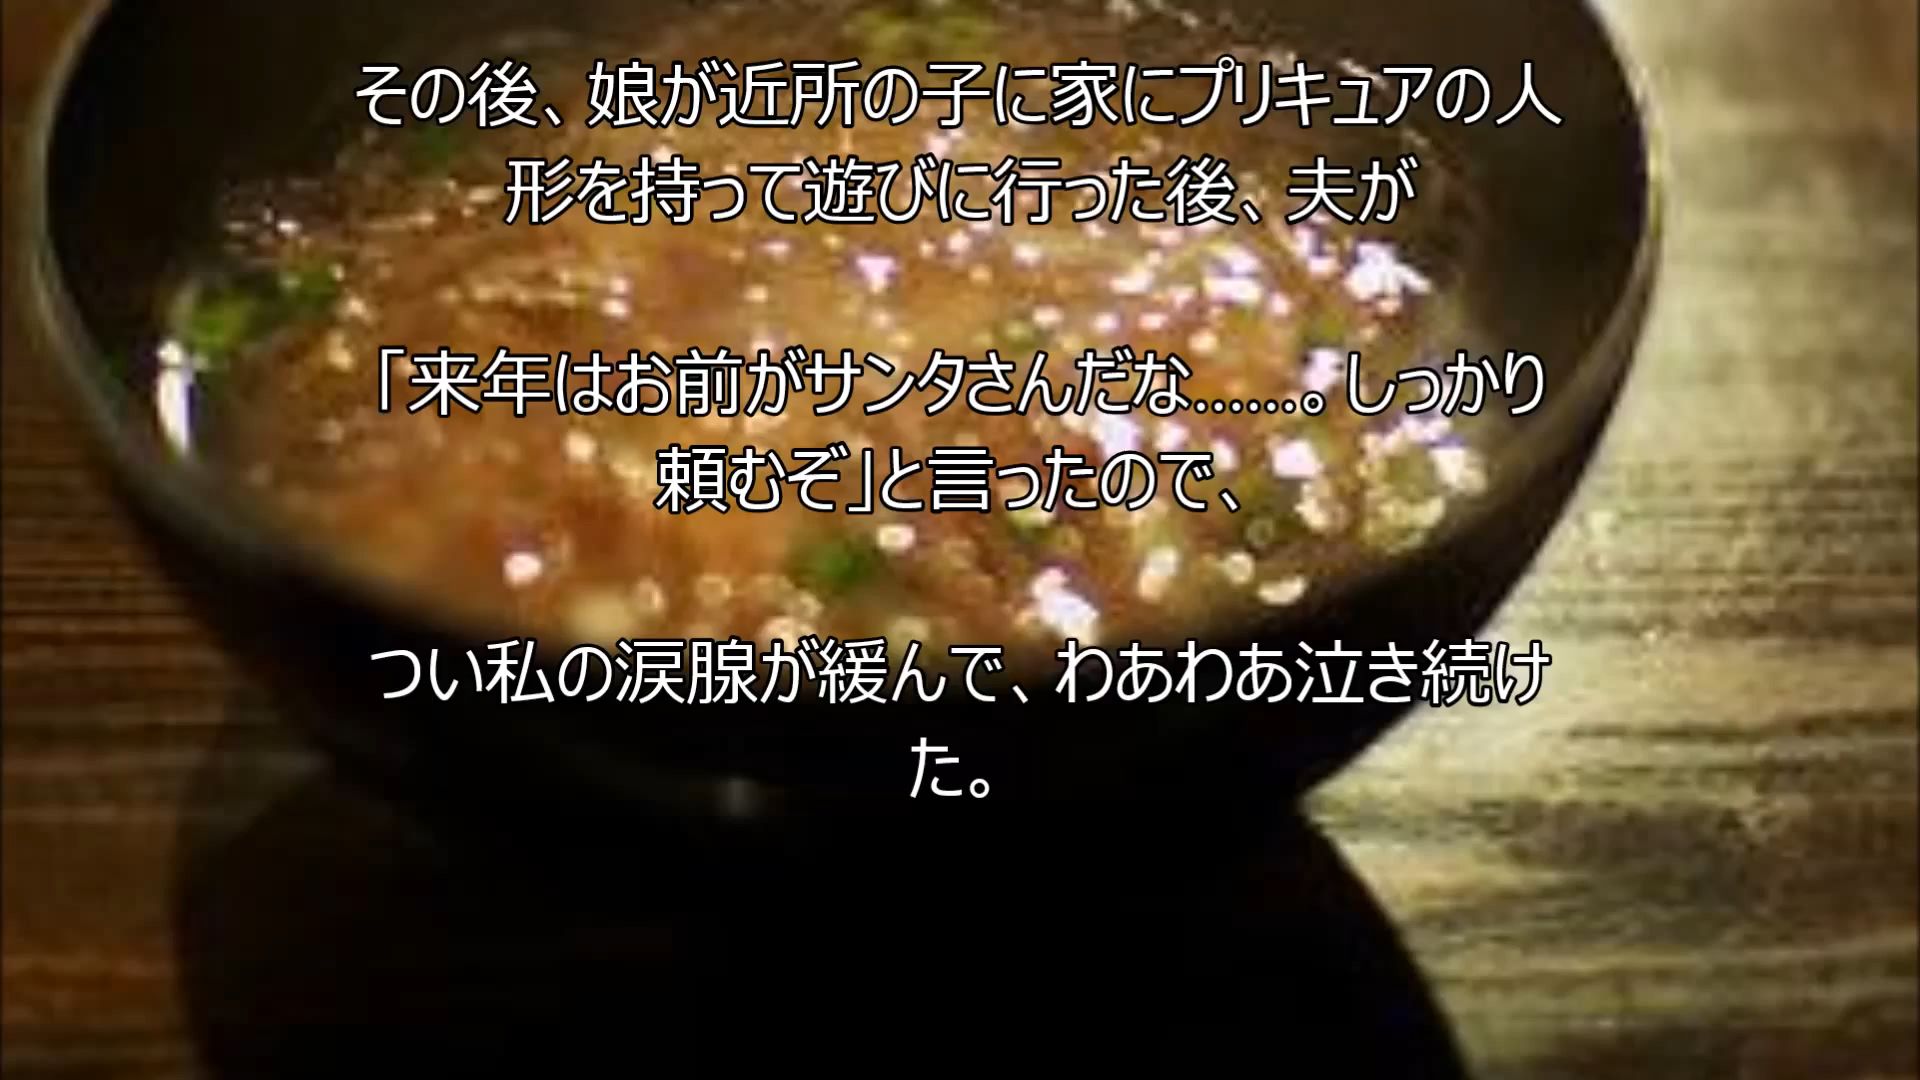 その後、娘が近所の子に家にプリキュアの人
形を持って遊びに行った後、夫が
「来年はお前がサンタさんだな……。しっかり
頼むぞ」と言ったので、
つい私の涙腺が緩んで、わあわあ泣き続け
た。